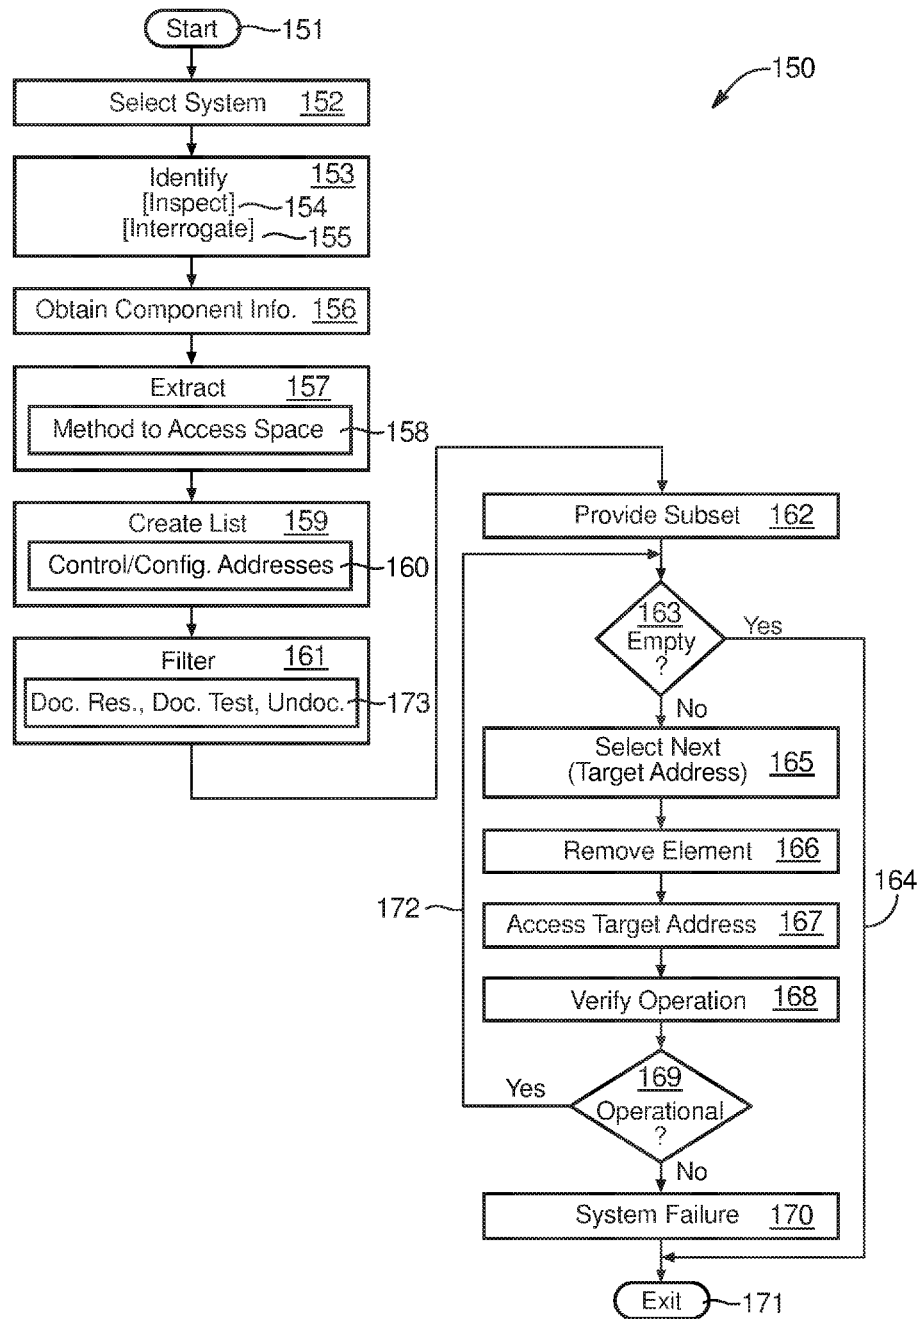 Start 151
150
Select System 152
Identify 153
[Inspect] 154
[Interrogate] 155
Obtain Component Info. 156
Extract 157
Method to Access Space 158
Create List 159
Control/Config. Addresses 160
Filter 161
Doc. Res., Doc. Test, Undoc. 173
Provide Subset 162
163
Empty
?
Yes
No
Select Next
(Target Address) 165
Remove Element 166
164
172
Access Target Address 167
Verify Operation 168
169
Operational
?
Yes
No
System Failure 170
Exit 171